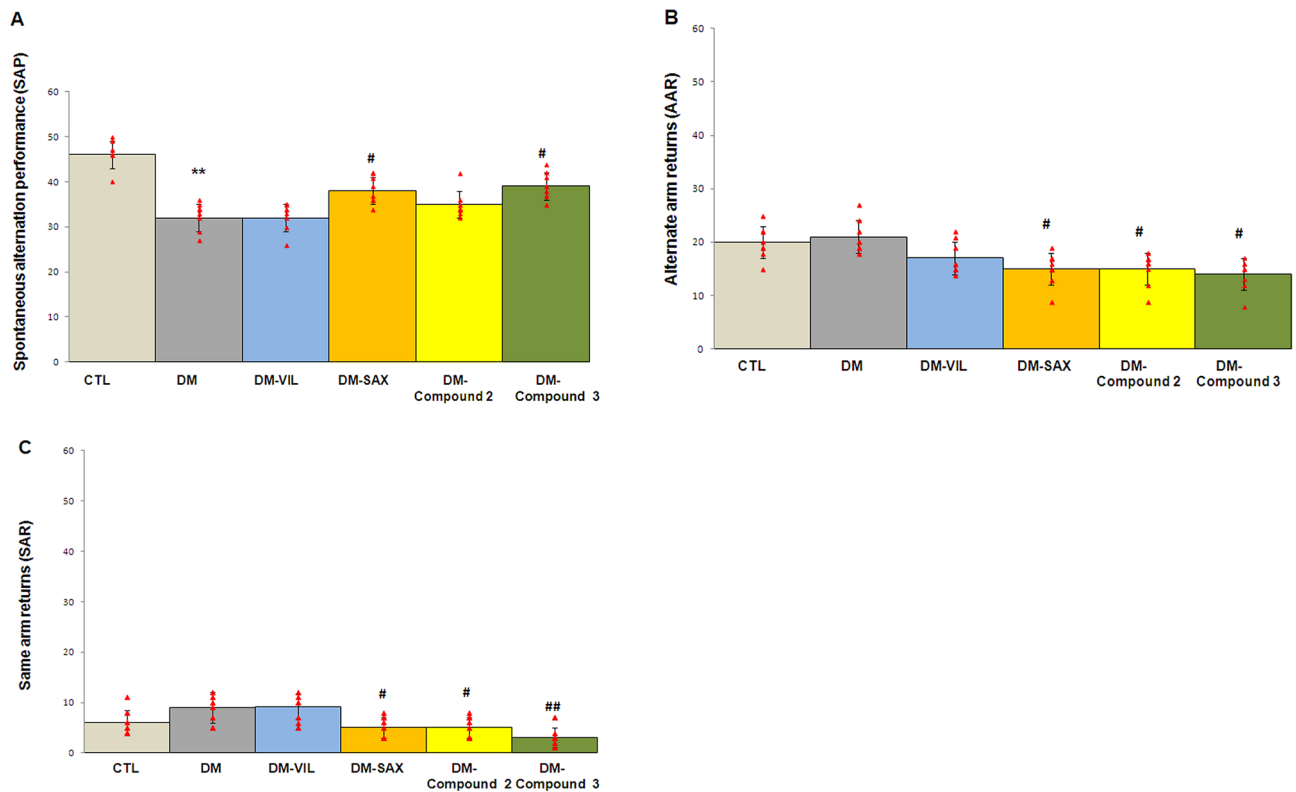 A
Spontaneous alternation performance (SAP)
60
50
40
30
20
10
0
**
#
#
CTL DM DM-VIL DM-SAX DM- DM-
Compound 2 Compound 3
B
Alternate arm returns (AAR)
60
50
40
30
20
10
0
#
#
#
CTL DM DM-VIL DM-SAX DM- DM-
Compound 2 Compound 3
C
Same arm returns (SAR)
60
50
40
30
20
10
0
#
#
##
CTL DM DM-VIL DM-SAX DM- DM-
Compound 2 Compound 3